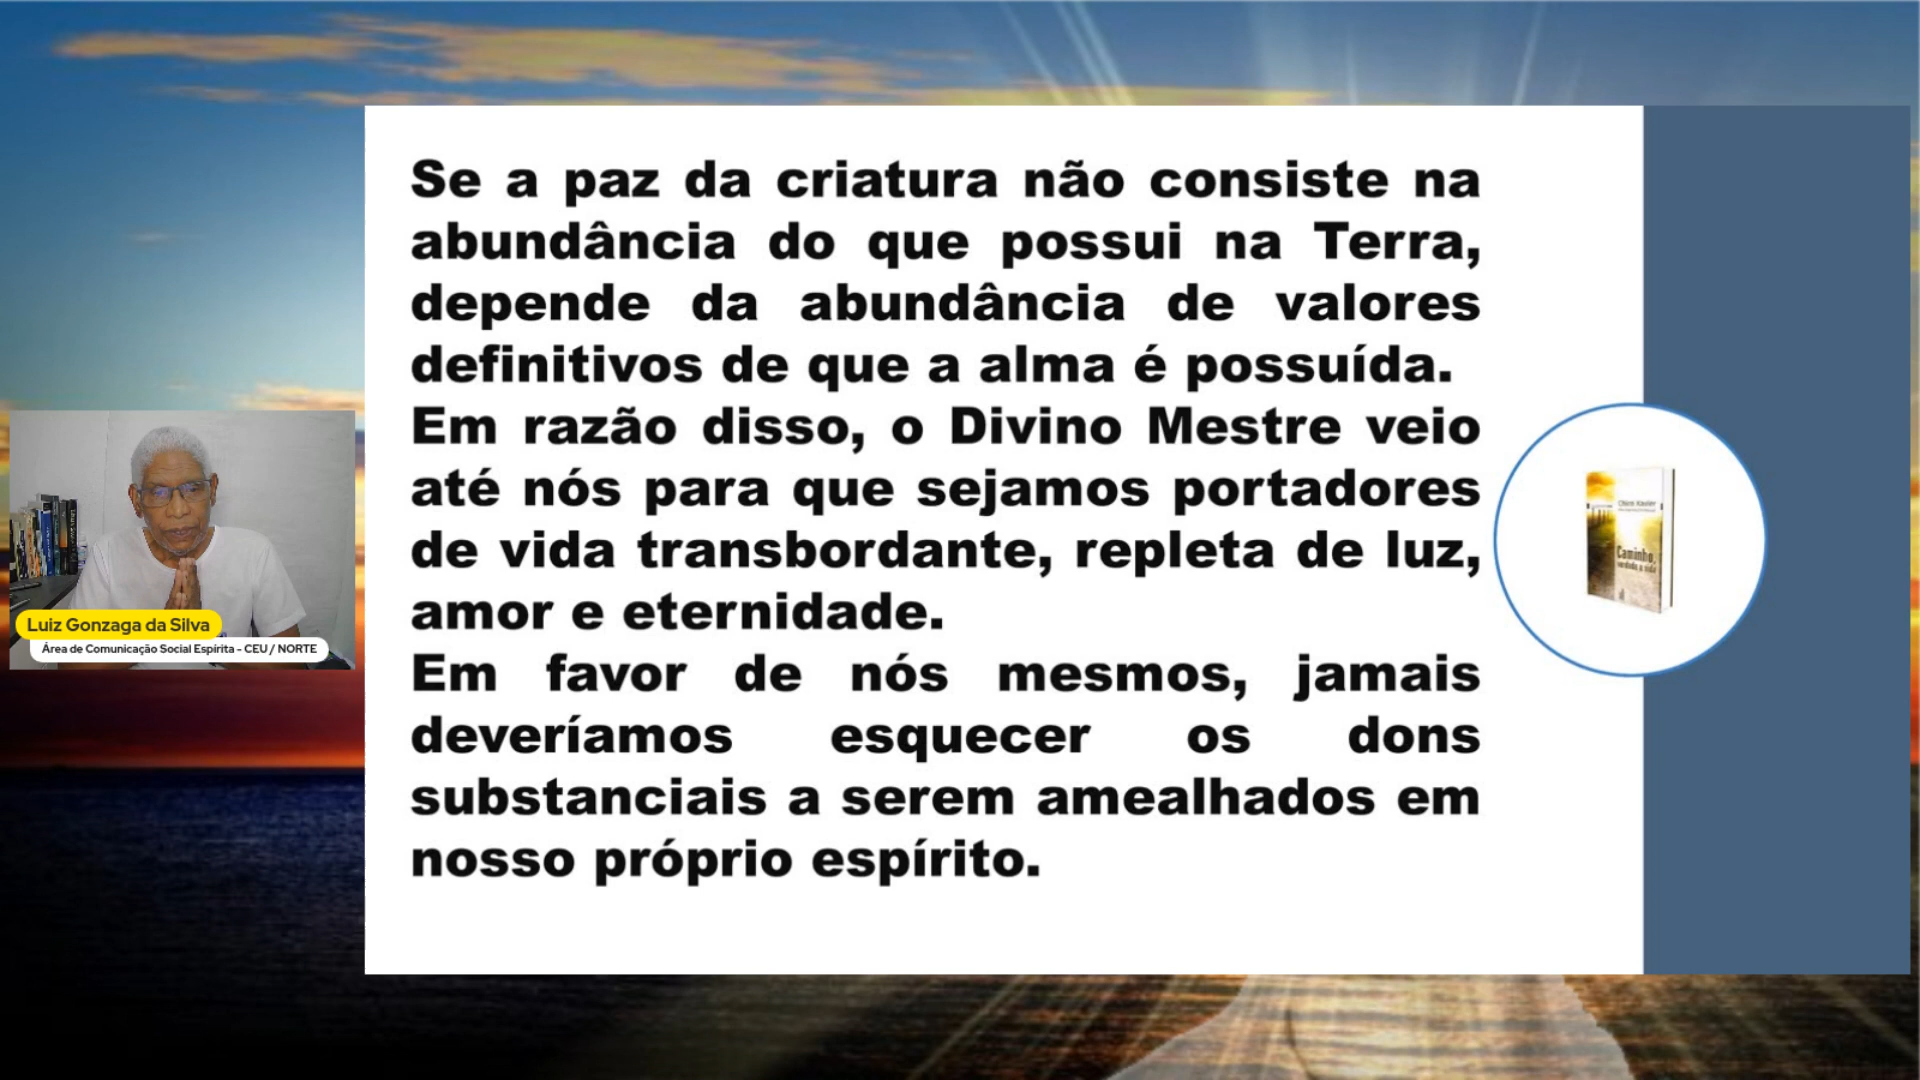 Se a paz da criatura não consiste na
abundância do que possui na Terra,
depende da abundância de valores
definitivos de que a alma é possuída.
Em razão disso, o Divino Mestre veio
até nós para que sejamos portadores
de vida transbordante, repleta de luz,
amor e eternidade.
Em favor de nós mesmos, jamais
deveríamos esquecer os dons
substanciais a serem amealhados em
nosso próprio espírito.
Luiz Gonzaga da Silva
Área de Comunicação Social Espírita - CEU / NORTE
Chico Xavier
Caminho,
verdade e vida